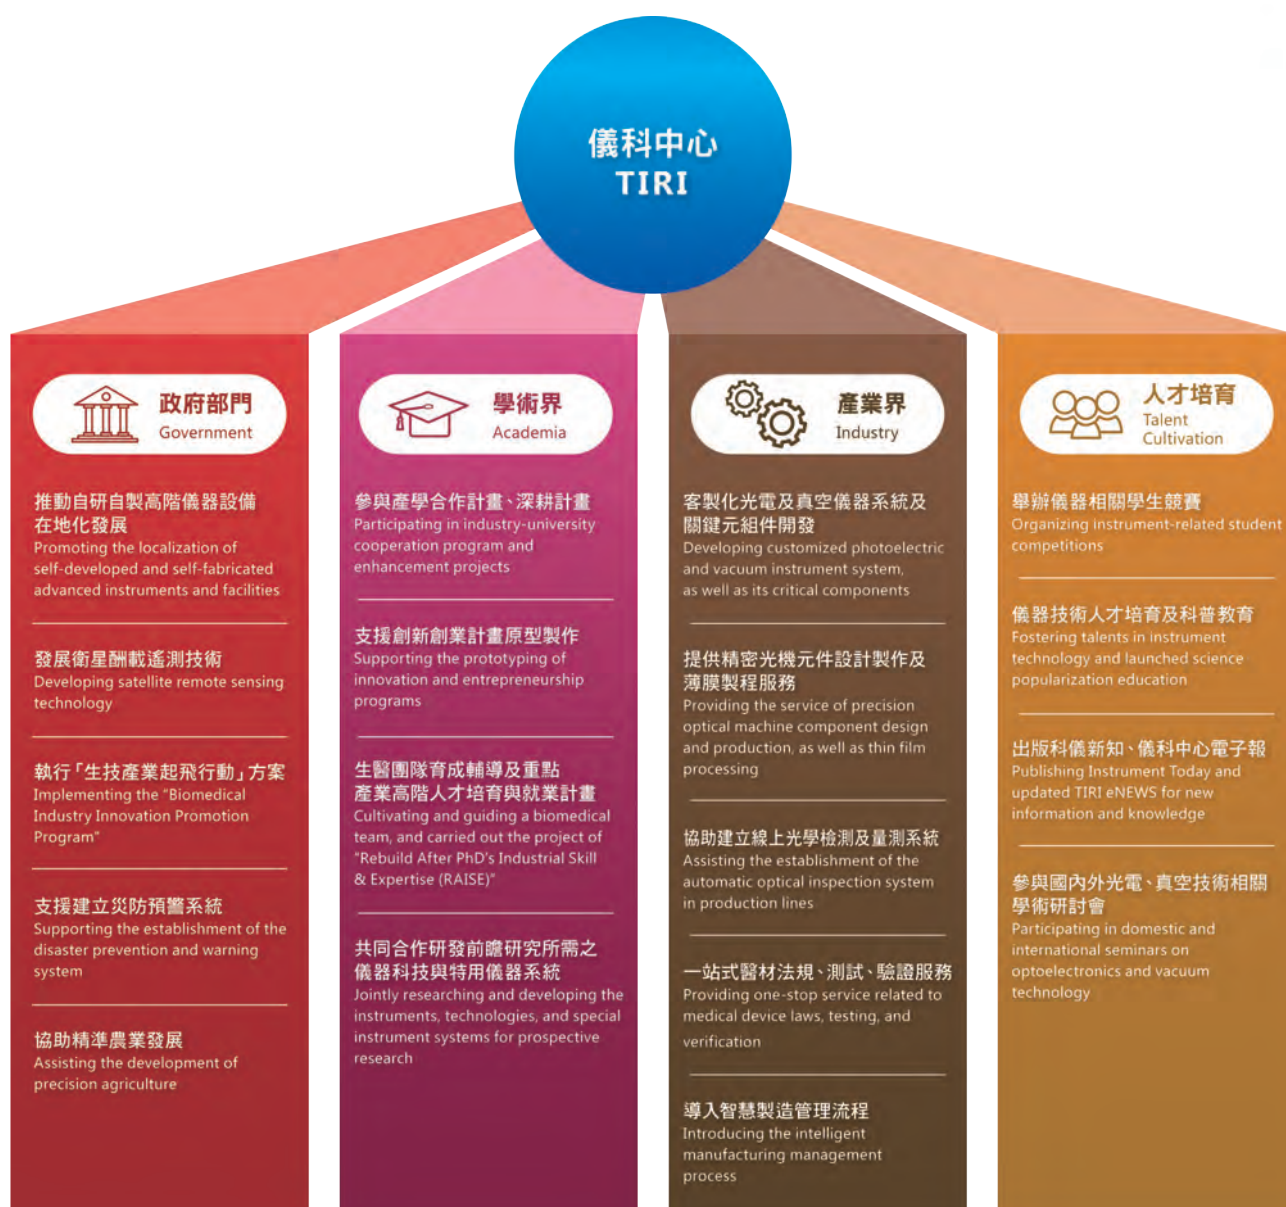 儀科中心
TIRI
政府部門
Government
推動自研自製高階儀器設備
在地化發展
Promoting the localization of
self-developed and self-fabricated
advanced instruments and facilities
發展衛星酬載遙測技術
Developing satellite remote sensing
technology
執行「生技產業起飛行動」方案
Implementing the "Biomedical
Industry Innovation Promotion
Program"
支援建立災防預警系統
Supporting the establishment of the
disaster prevention and warning
system
協助精準農業發展
Assisting the development of
precision agriculture
學術界
Academia
參與產學合作計畫、深耕計畫
Participating in industry-university
cooperation program and
enhancement projects
支援創新創業計畫原型製作
Supporting the prototyping of
innovation and entrepreneurship
programs
生醫團隊育成輔導及重點
產業高階人才培育與就業計畫
Cultivating and guiding a biomedical
team, and carried out the project of
"Rebuild After PhD's Industrial Skill
& Expertise (RAISE)"
共同合作研發前瞻研究所需之
儀器科技與特用儀器系統
Jointly researching and developing the
instruments, technologies, and special
instrument systems for prospective
research
產業界
Industry
客製化光電及真空儀器系統及
關鍵元組件開發
Developing customized photoelectric
and vacuum instrument system,
as well as its critical components
提供精密光機元件設計製作及
薄膜製程服務
Providing the service of precision
optical machine component design
and production, as well as thin film
processing
協助建立線上光學檢測及量測系統
Assisting the establishment of the
automatic optical inspection system
in production lines
一站式醫材法規、測試、驗證服務
Providing one-stop service related to
medical device laws, testing, and
verification
導入智慧製造管理流程
Introducing the intelligent
manufacturing management
process
人才培育
Talent
Cultivation
舉辦儀器相關學生競賽
Organizing instrument-related student
competitions
儀器技術人才培育及科普教育
Fostering talents in instrument
technology and launched science
popularization education
出版科儀新知、儀科中心電子報
Publishing Instrument Today and
updated TIRI eNEWS for new
information and knowledge
參與國內外光電、真空技術相關
學術研討會
Participating in domestic and
international seminars on
optoelectronics and vacuum
technology